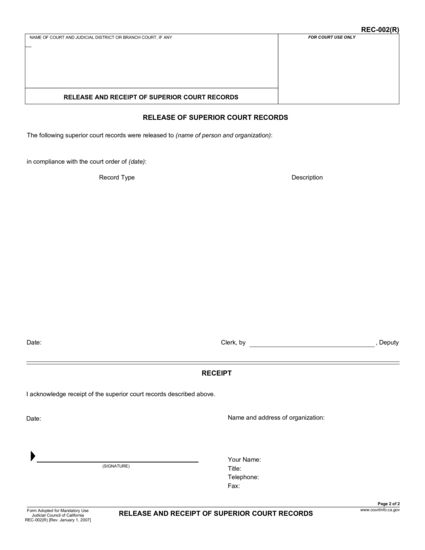 REC-002(R)
NAME OF COURT AND JUDICIAL DISTRICT OR BRANCH COURT, IF ANY
FOR COURT USE ONLY
RELEASE AND RECEIPT OF SUPERIOR COURT RECORDS
RELEASE OF SUPERIOR COURT RECORDS
The following superior court records were released to (name of person and organization):
in compliance with the court order of (date):
Record Type Description
Date: Clerk, by , Deputy
RECEIPT
I acknowledge receipt of the superior court records described above.
Date: Name and address of organization:
(SIGNATURE)
Your Name:
Title:
Telephone:
Fax:
Page 2 of 2
Form Adopted for Mandatory Use
Judicial Council of California
REC-002(R) [Rev. January 1, 2007]
RELEASE AND RECEIPT OF SUPERIOR COURT RECORDS
www.courtinfo.ca.gov